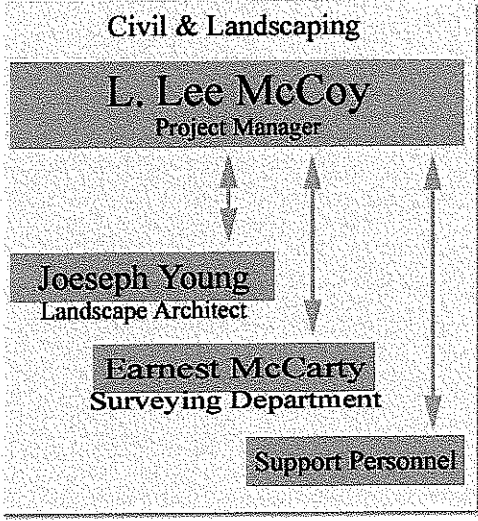 Civil & Landscaping
L. Lee McCoy
Project Manager
Joeseph Young
Landscape Architect
Earnest McCarty
Surveying Department
Support Personnel